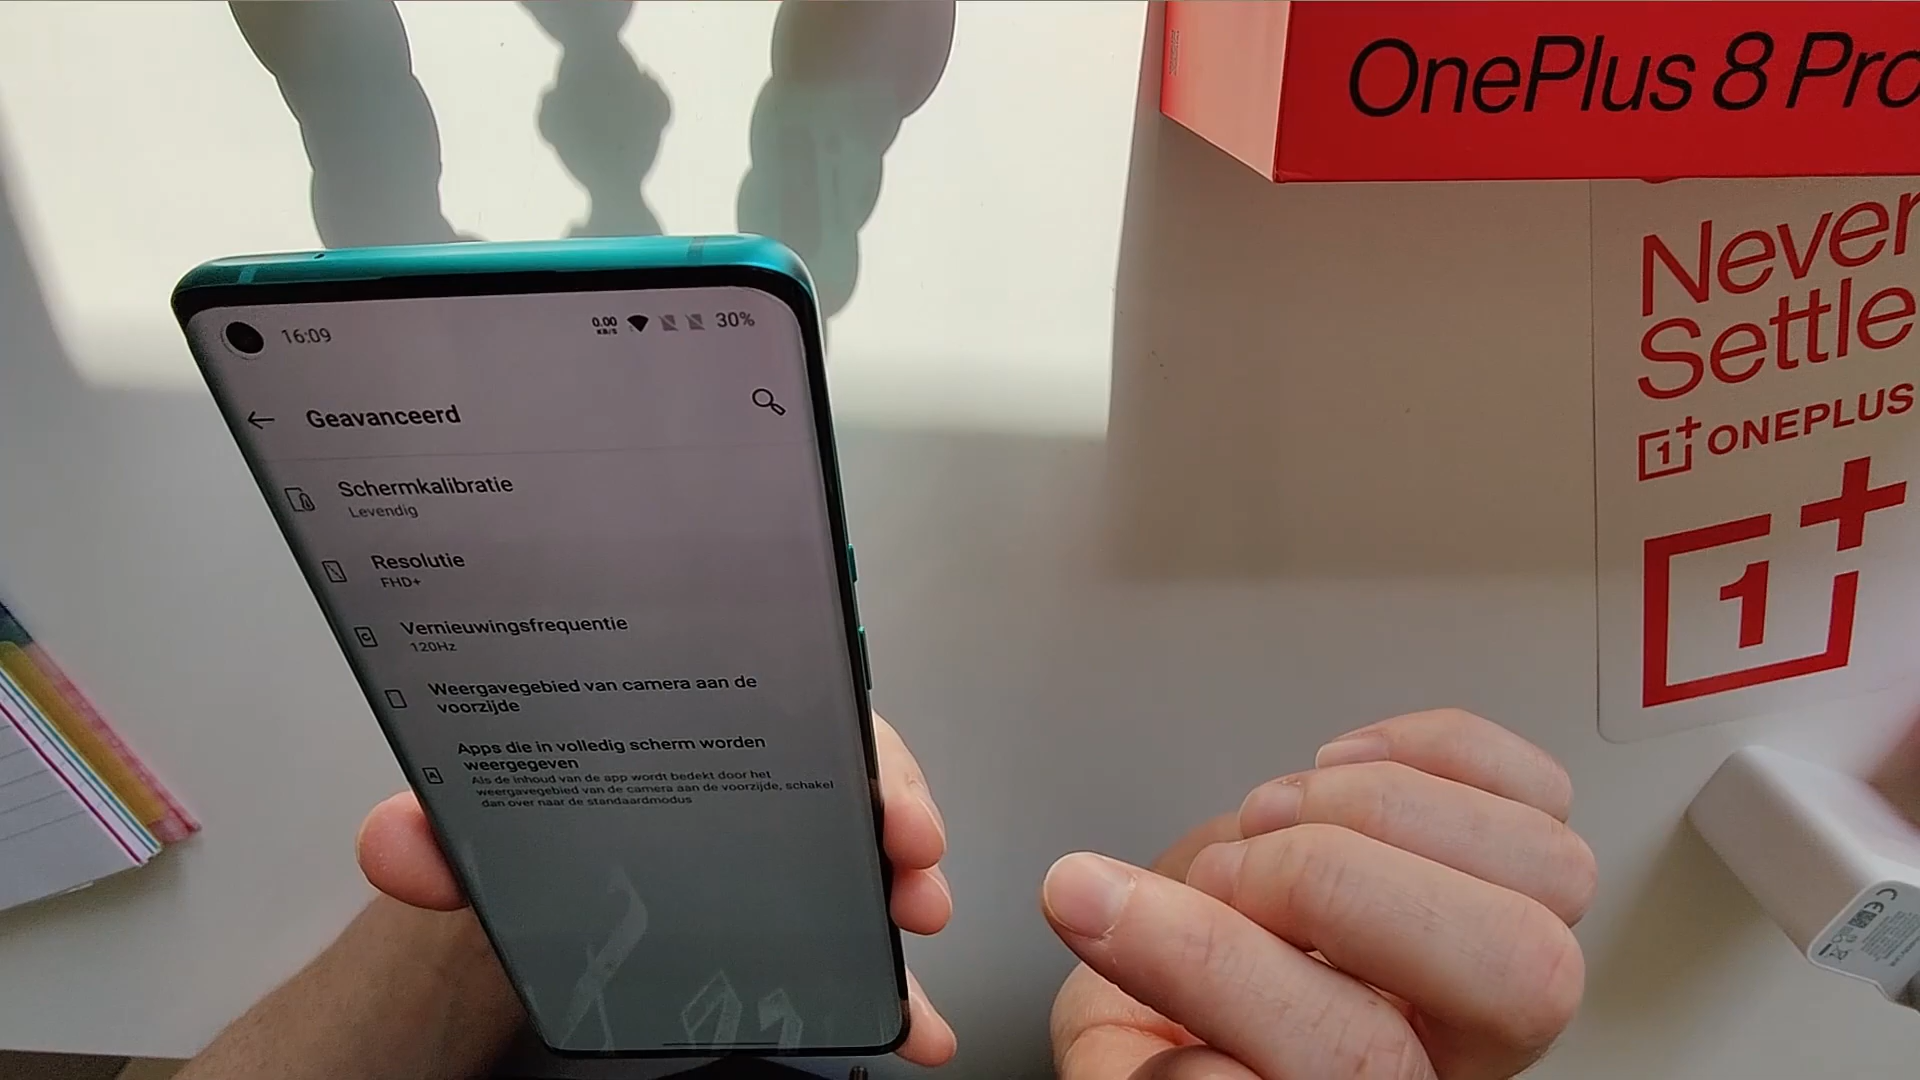 OnePlus 8 Pro
Never
Settle
1+ ONEPLUS
1+
16:09
0.00
KB/S
30%
Geavanceerd
Schermkalibratie
Levendig
Resolutie
FHD+
Vernieuwingsfrequentie
120Hz
Weergavegebied van camera aan de
voorzijde
Apps die in volledig scherm worden
weergegeven
Als de inhoud van de app wordt bedekt door het
weergavegebied van de camera aan de voorzijde, schakel
dan over naar de standaardmodus
CE